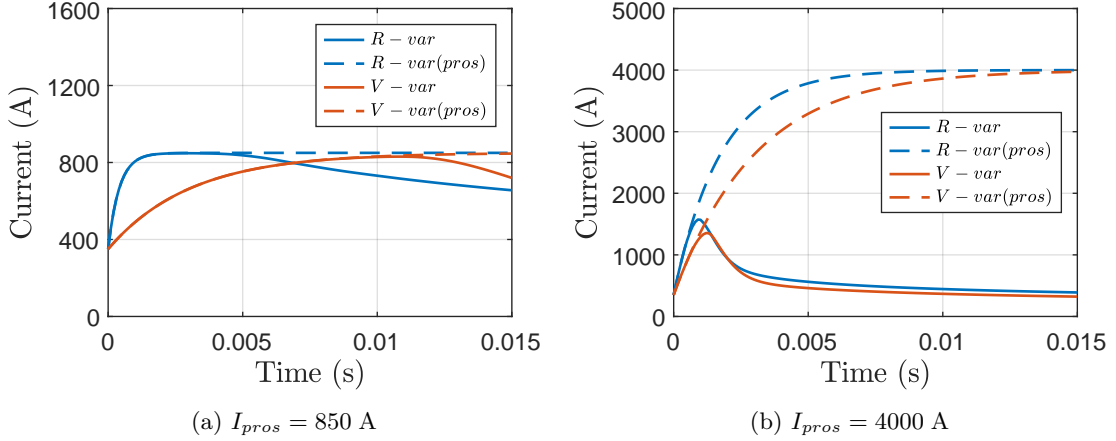 1600
1200
800
400
0
Current (A)
R − var
R − var(pros)
V − var
V − var(pros)
0 0.005 0.01 0.015
Time (s)
(a) I_pros = 850 A
5000
4000
3000
2000
1000
0
Current (A)
R − var
R − var(pros)
V − var
V − var(pros)
0 0.005 0.01 0.015
Time (s)
(b) I_pros = 4000 A